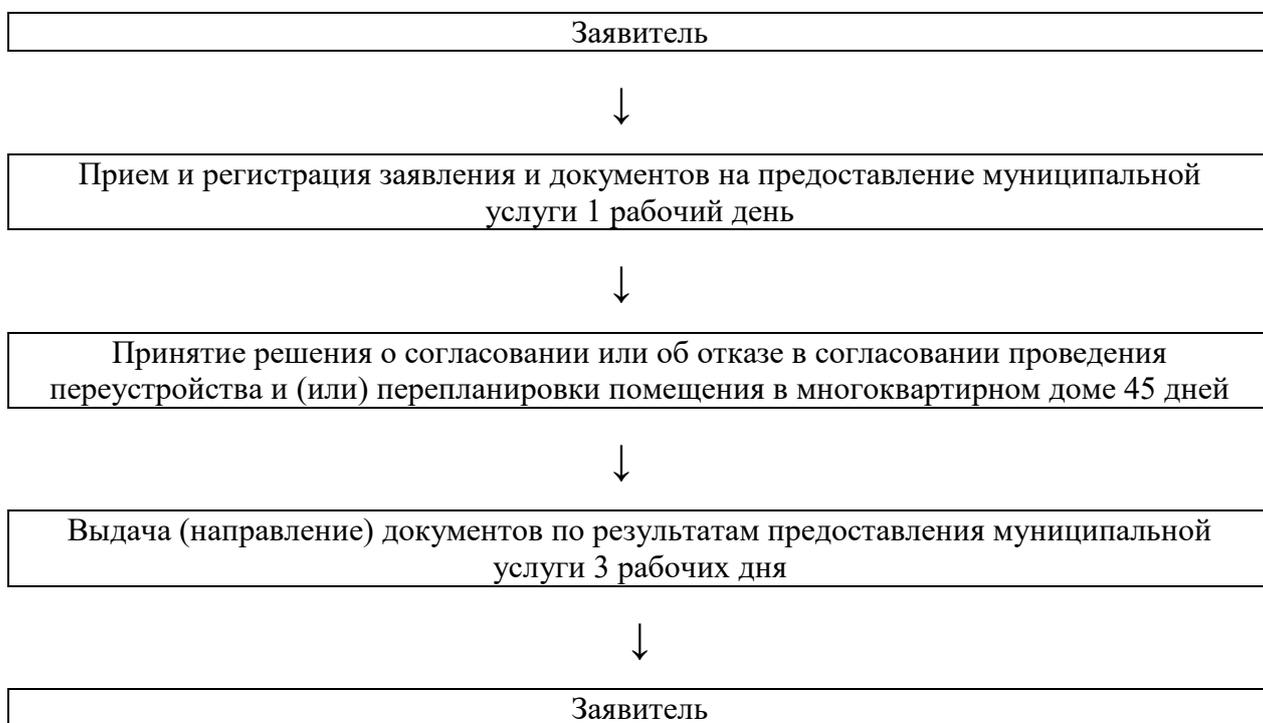 Заявитель
↓
Прием и регистрация заявления и документов на предоставление муниципальной
услуги 1 рабочий день
↓
Принятие решения о согласовании или об отказе в согласовании проведения
переустройства и (или) перепланировки помещения в многоквартирном доме 45 дней
↓
Выдача (направление) документов по результатам предоставления муниципальной
услуги 3 рабочих дня
↓
Заявитель